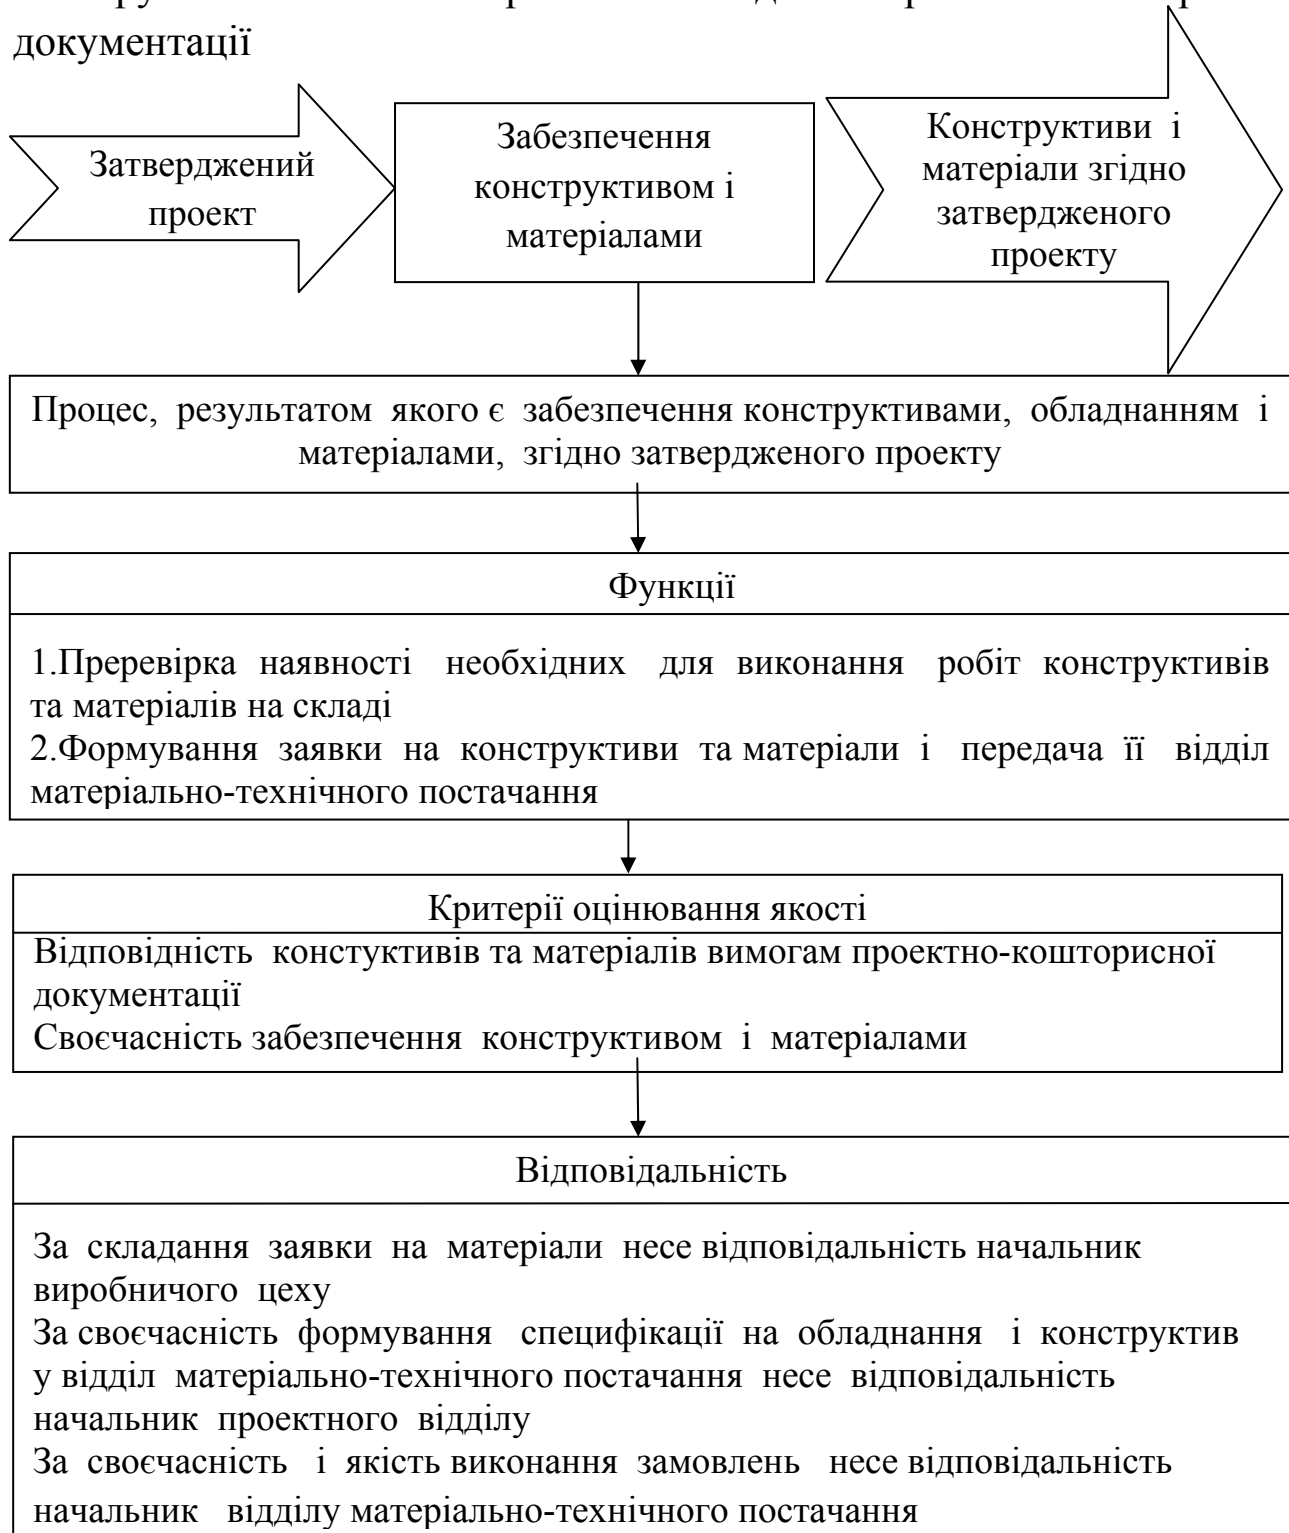 документації
Затверджений
проект
Забезпечення
конструктивом і
матеріалами
Конструктиви і
матеріали згідно
затвердженого
проекту
Процес, результатом якого є забезпечення конструктивами, обладнанням і
матеріалами, згідно затвердженого проекту
Функції
1.Преревірка наявності необхідних для виконання робіт конструктивів
та матеріалів на складі
2.Формування заявки на конструктиви та матеріали і передача її відділ
матеріально-технічного постачання
Критерії оцінювання якості
Відповідність констуктивів та матеріалів вимогам проектно-кошторисної
документації
Своєчасність забезпечення конструктивом і матеріалами
Відповідальність
За складання заявки на матеріали несе відповідальність начальник
виробничого цеху
За своєчасність формування специфікації на обладнання і конструктив
у відділ матеріально-технічного постачання несе відповідальність
начальник проектного відділу
За своєчасність і якість виконання замовлень несе відповідальність
начальник відділу матеріально-технічного постачання